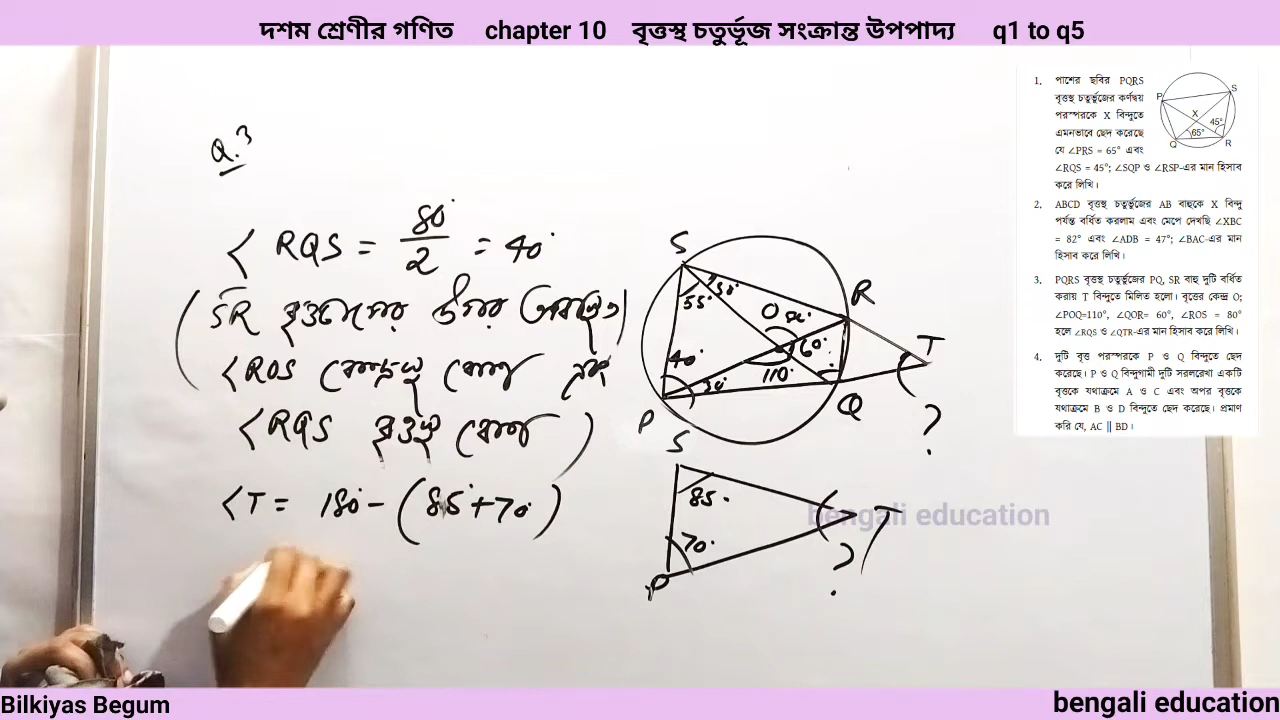 দশম শ্রেণীর গণিত chapter 10 বৃত্তস্থ চতুর্ভূজ সংক্রান্ত উপপাদ্য q1 to q5
Q.3
∠RQS = 80°/2 = 40°
(SR বৃত্তচাপের উপর অবস্থিত
∠ROS কেন্দ্রস্থ কোণ এবং
∠RQS বৃত্তস্থ কোণ)
∠T = 180° - (85° + 70°)
S
R
O
T
55°
30°
80°
60°
40°
30°
110°
P
Q
?
S
85°
70°
P
T
?
bengali education
1. পাশের ছবির PQRS
বৃত্তস্থ চতুর্ভুজের কর্ণদ্বয়
পরস্পরকে X বিন্দুতে
এমনভাবে ছেদ করেছে
যে ∠PRS = 65° এবং
∠RQS = 45°; ∠SQP ও ∠RSP-এর মান হিসাব
করে লিখি।
P
S
X
45°
65°
Q
R
2. ABCD বৃত্তস্থ চতুর্ভুজের AB বাহুকে X বিন্দু
পর্যন্ত বর্ধিত করলাম এবং মেপে দেখছি ∠XBC
= 82° এবং ∠ADB = 47°; ∠BAC-এর মান
হিসাব করে লিখি।
3. PQRS বৃত্তস্থ চতুর্ভুজের PQ, SR বাহু দুটি বর্ধিত
করায় T বিন্দুতে মিলিত হলো। বৃত্তের কেন্দ্র O;
∠POQ=110°, ∠QOR= 60°, ∠ROS = 80°
হলে ∠RQS ও ∠QTR-এর মান হিসাব করে লিখি।
4. দুটি বৃত্ত পরস্পরকে P ও Q বিন্দুতে ছেদ
করেছে। P ও Q বিন্দুগামী দুটি সরলরেখা একটি
বৃত্তকে যথাক্রমে A ও C এবং অপর বৃত্তকে
যথাক্রমে B ও D বিন্দুতে ছেদ করেছে। প্রমাণ
করি যে, AC || BD।
Bilkiyas Begum
bengali education